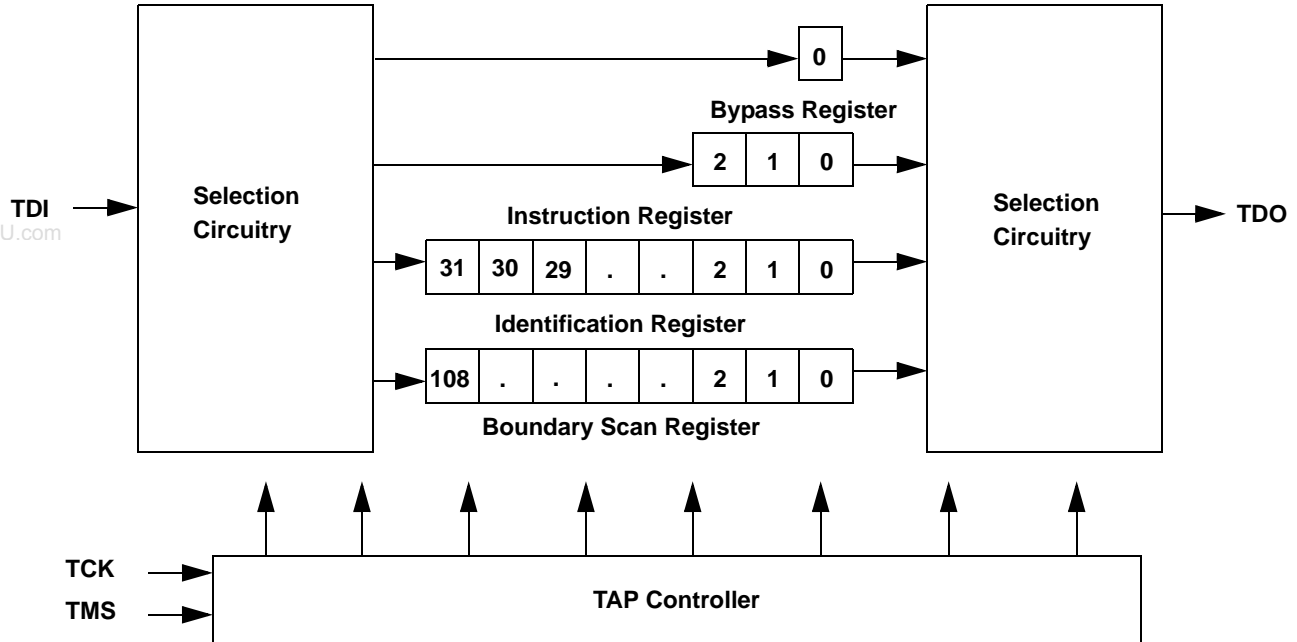 0
Bypass Register
2 1 0
TDI
Selection
Circuitry
Instruction Register
Selection
Circuitry
TDO
U.com
31 30 29 . . 2 1 0
Identification Register
108 . . . . 2 1 0
Boundary Scan Register
TCK
TMS
TAP Controller